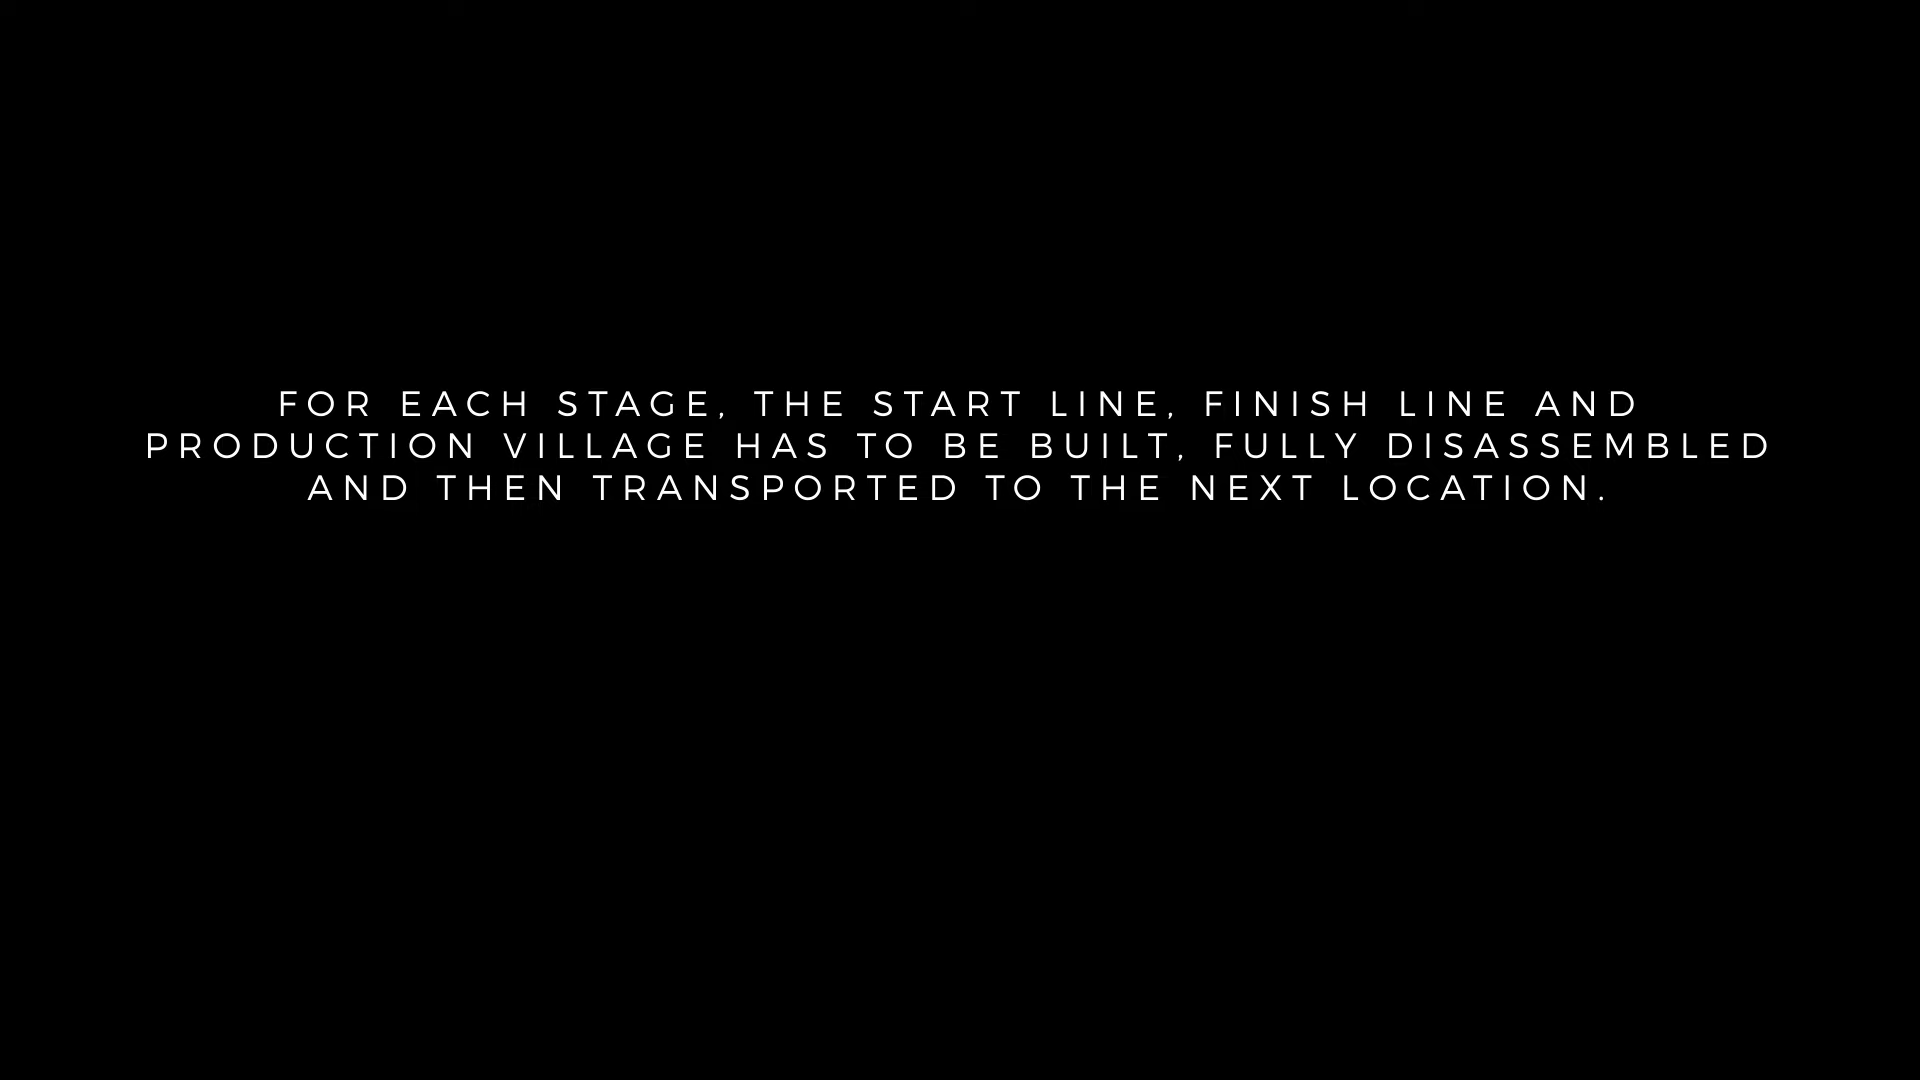 FOR EACH STAGE, THE START LINE, FINISH LINE AND
PRODUCTION VILLAGE HAS TO BE BUILT, FULLY DISASSEMBLED
AND THEN TRANSPORTED TO THE NEXT LOCATION.